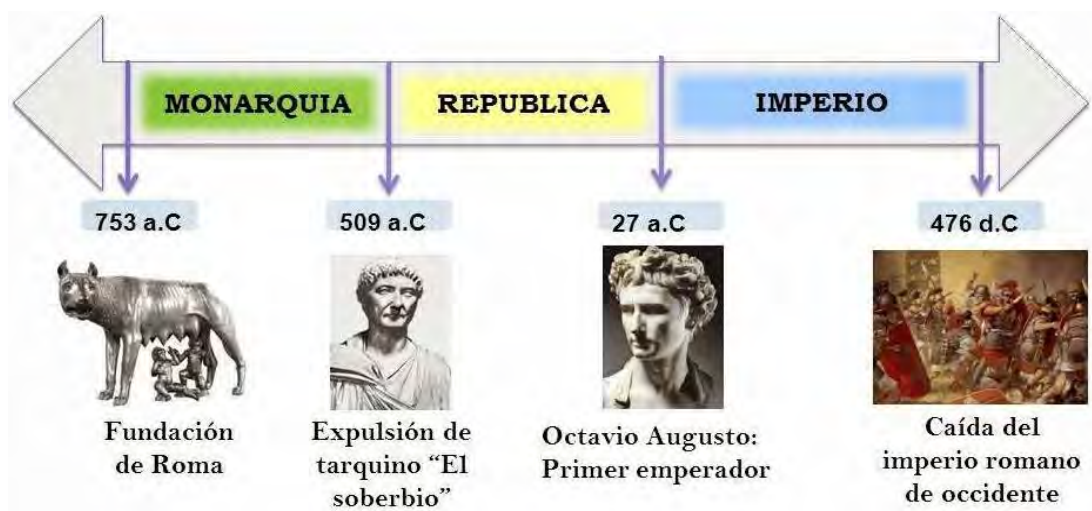 MONARQUIA
REPUBLICA
IMPERIO
753 a.C
509 a.C
27 a.C
476 d.C
Fundación
de Roma
Expulsión de
tarquino “El
soberbio”
Octavio Augusto:
Primer emperador
Caída del
imperio romano
de occidente